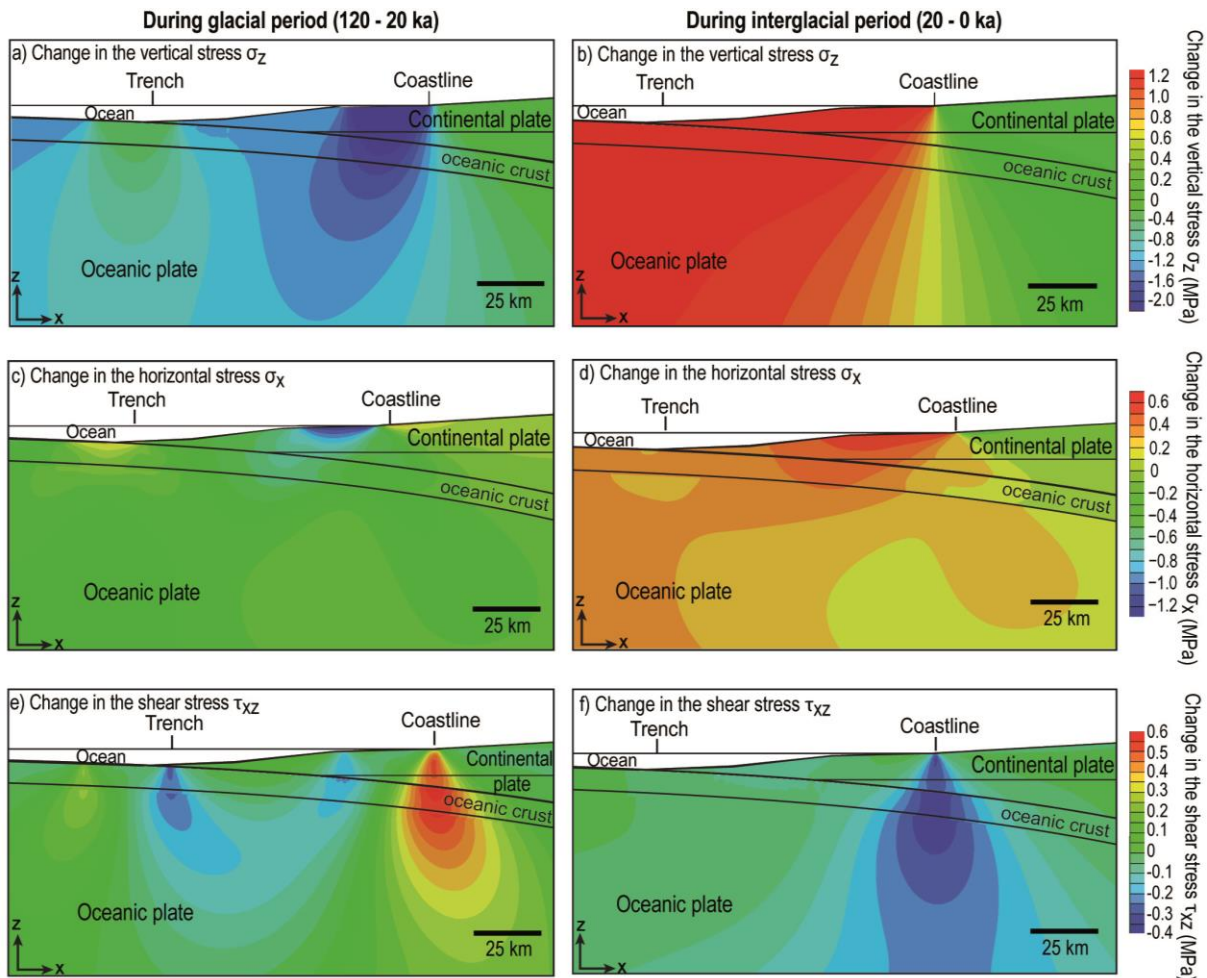 During glacial period (120 - 20 ka)
During interglacial period (20 - 0 ka)
a) Change in the vertical stress σZ
Trench
Coastline
Ocean
Continental plate
oceanic crust
Oceanic plate
z
x
25 km
b) Change in the vertical stress σZ
Trench
Coastline
Ocean
Continental plate
oceanic crust
Oceanic plate
z
x
25 km
1.2
1.0
0.8
0.6
0.4
0.2
-0.4
-0.8
-1.2
-1.6
-2.0
Change in the vertical stress σZ (MPa)
c) Change in the horizontal stress σX
Trench
Coastline
Ocean
Continental plate
oceanic crust
Oceanic plate
z
x
25 km
d) Change in the horizontal stress σX
Trench
Coastline
Ocean
Continental plate
oceanic crust
Oceanic plate
z
x
25 km
0.6
0.4
0.2
0
−0.2
−0.4
−0.6
−0.8
−1.0
−1.2
Change in the horizontal stress σX (MPa)
e) Change in the shear stress τXZ
Trench
Coastline
Ocean
Continental
plate
oceanic crust
Oceanic plate
z
x
25 km
f) Change in the shear stress τXZ
Trench
Coastline
Ocean
Continental plate
oceanic crust
Oceanic plate
z
x
25 km
0.6
0.5
0.4
0.3
0.2
0.1
0
-0.1
-0.2
-0.3
-0.4
Change in the shear stress τXZ (MPa)